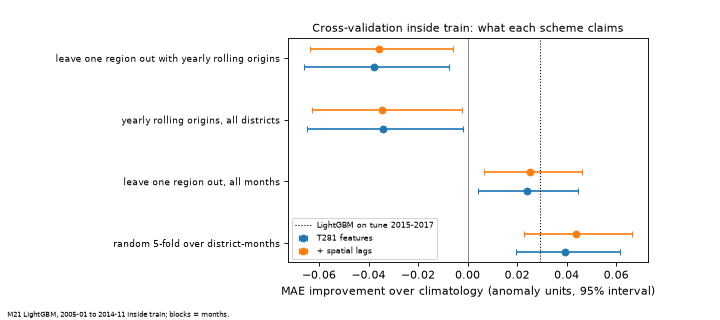 Cross-validation inside train: what each scheme claims
leave one region out with yearly rolling origins
yearly rolling origins, all districts
leave one region out, all months
random 5-fold over district-months
LightGBM on tune 2015-2017
T281 features
+ spatial lags
−0.06 −0.04 −0.02 0.00 0.02 0.04 0.06
MAE improvement over climatology (anomaly units, 95% interval)
M21 LightGBM, 2005-01 to 2014-11 inside train; blocks = months.